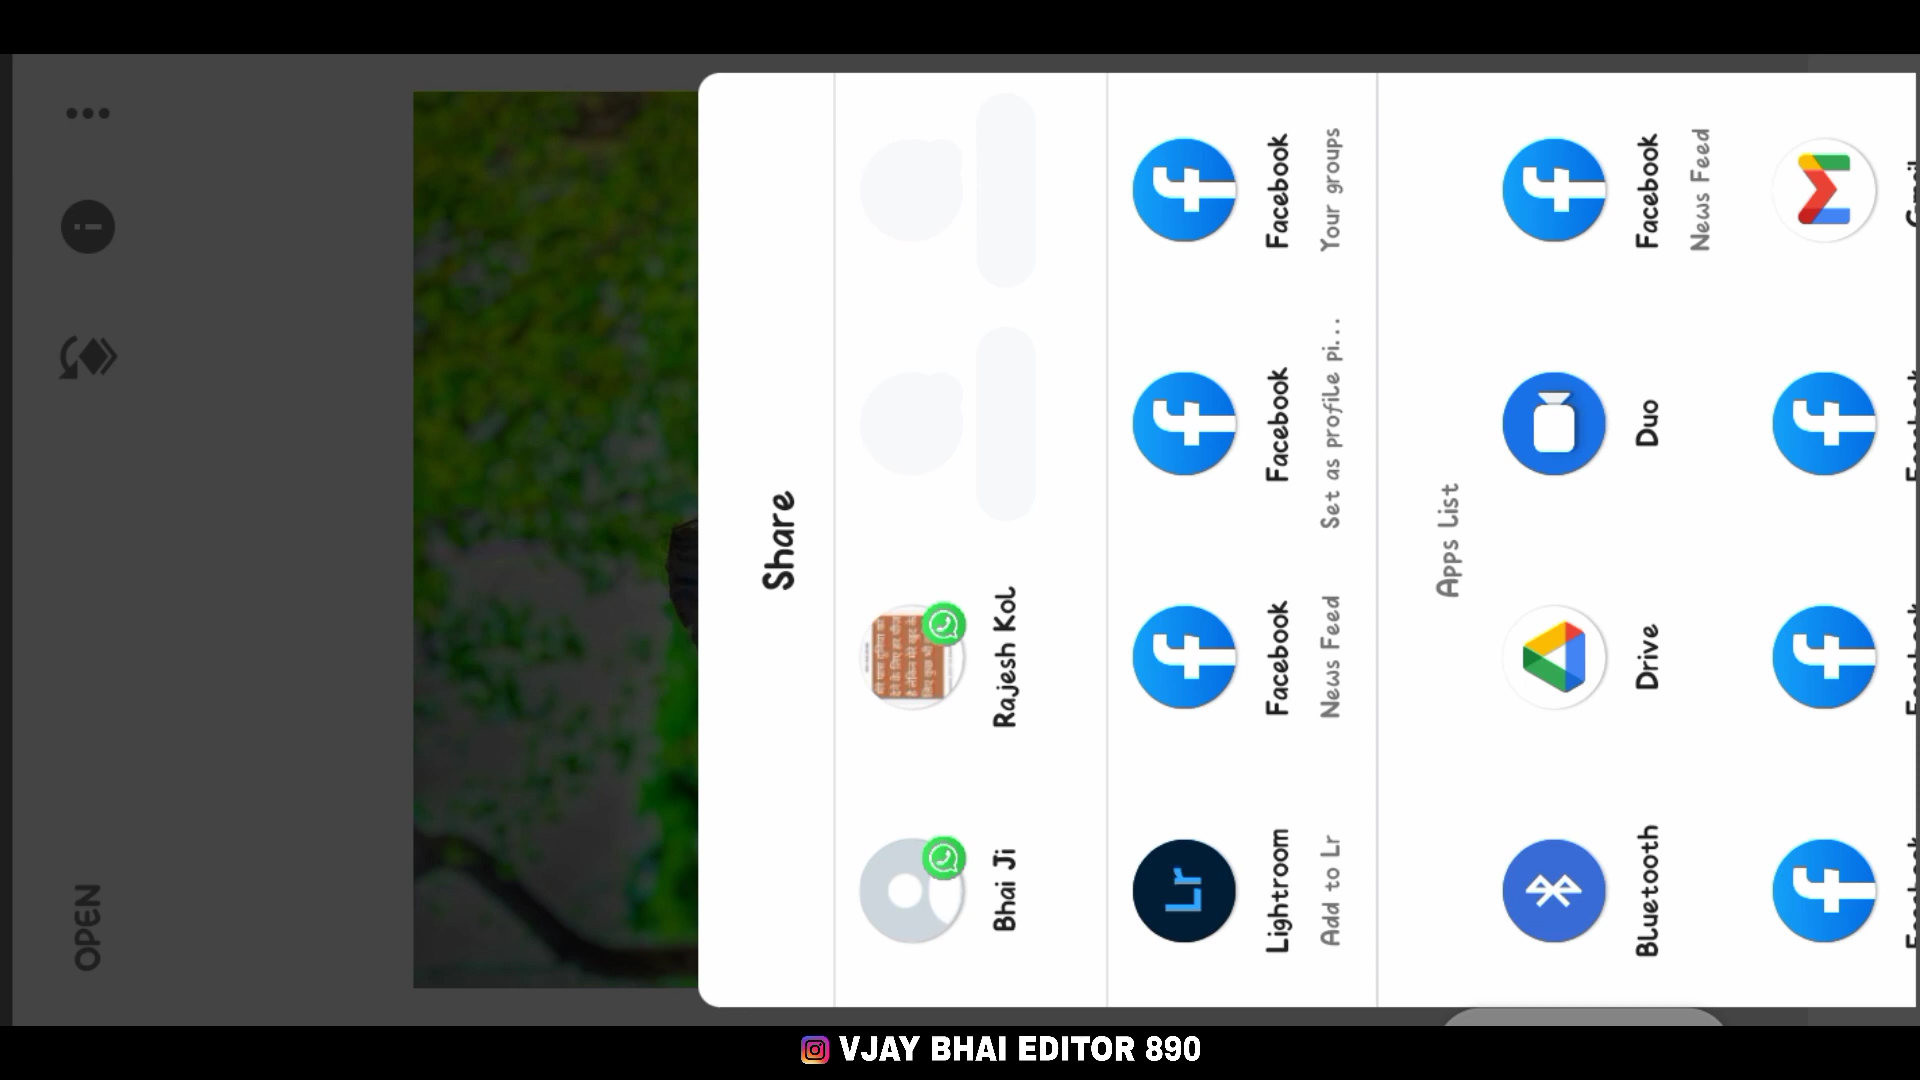 OPEN
Share
Bhai Ji
Rajesh Kol
Lr
Lightroom
Add to Lr
Facebook
News Feed
Facebook
Set as profile pi...
Facebook
Your groups
Apps List
Bluetooth
Drive
Duo
Facebook
News Feed
VJAY BHAI EDITOR 890